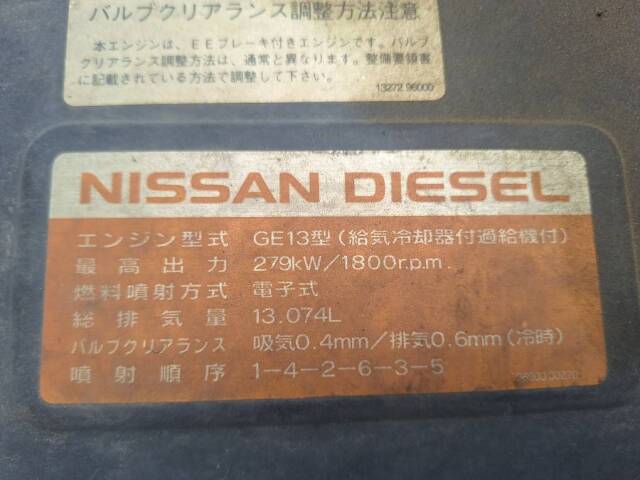 バルブクリアランス調整方法注意
本エンジンは、EEブレーキ付きエンジンです。バルブ
クリアランス調整方法は、通常と異なります。整備要領書
に記載されている方法で調整して下さい。
13272 96000
NISSAN DIESEL
エンジン型式 GE13型(給気冷却器付過給機付)
最高出力 279kW/1800r.p.m.
燃料噴射方式 電子式
総排気量 13.074L
バルブクリアランス 吸気0.4mm/排気0.6mm(冷時)
噴射順序 1-4-2-6-3-5